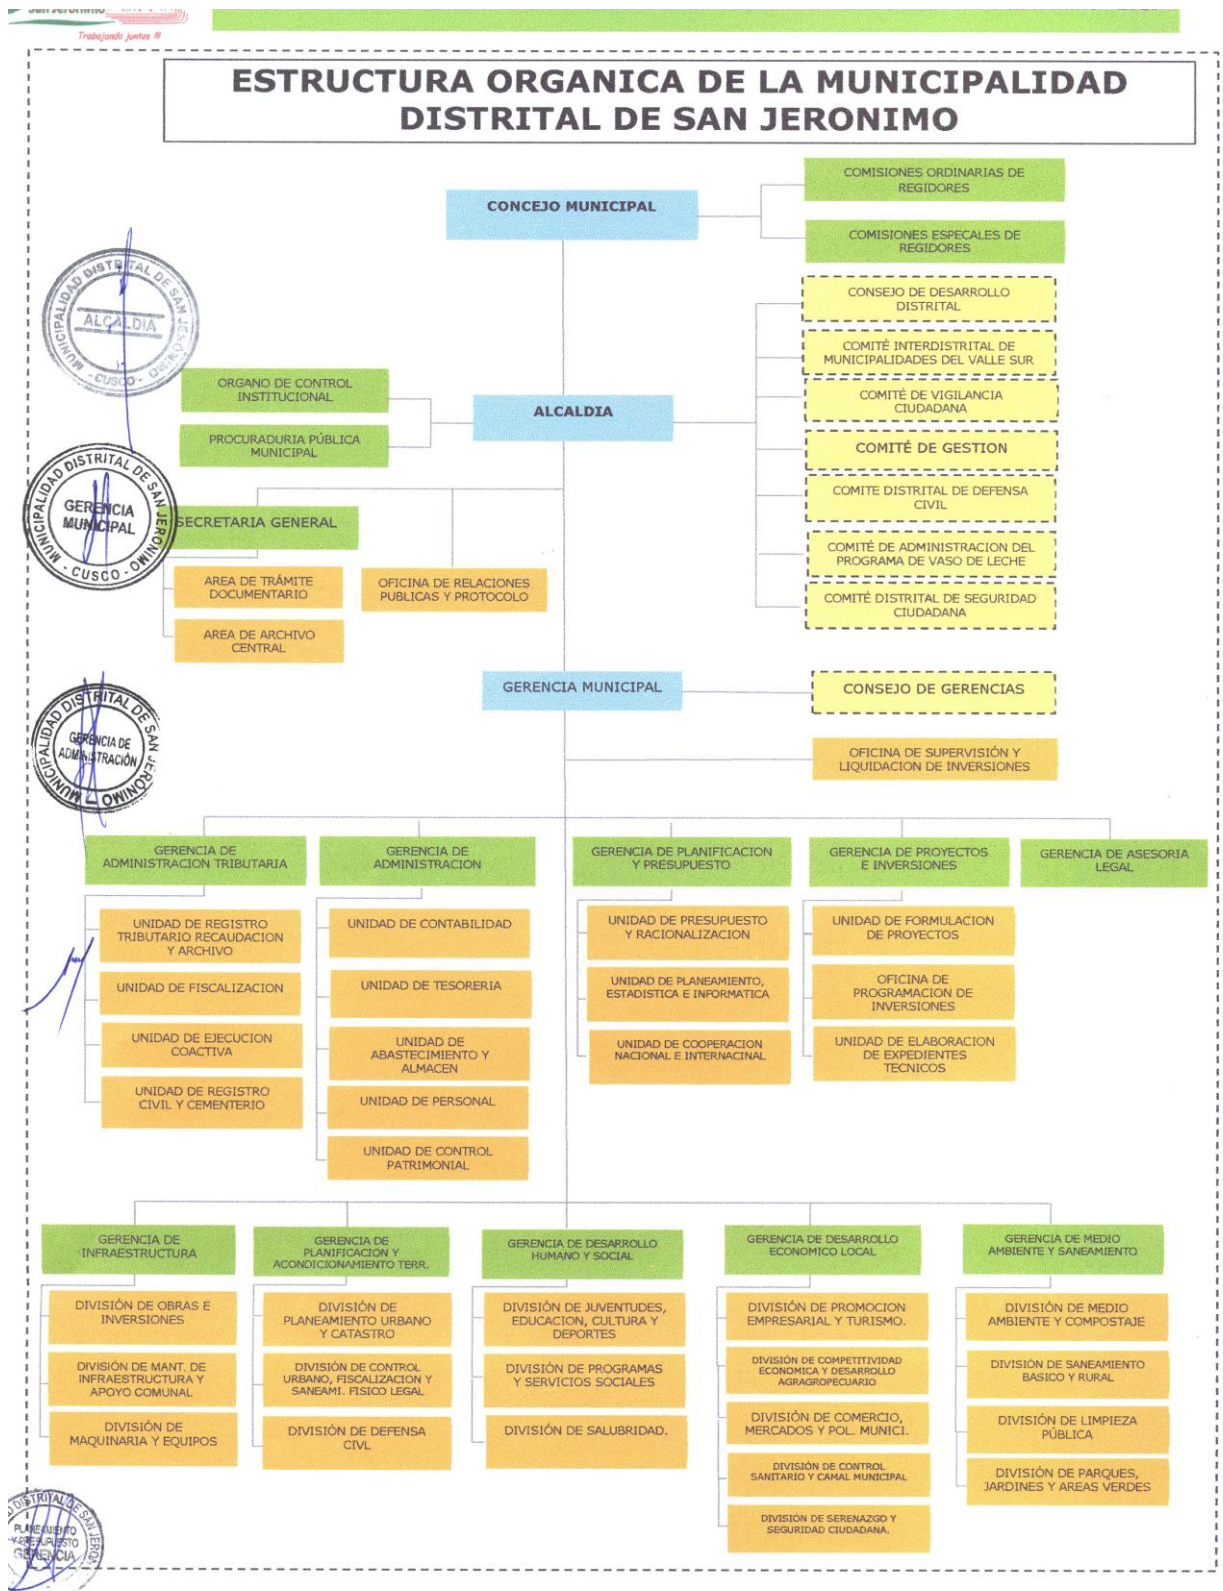 Trabajando juntos !!!
ESTRUCTURA ORGANICA DE LA MUNICIPALIDAD
DISTRITAL DE SAN JERONIMO
COMISIONES ORDINARIAS DE
REGIDORES
CONCEJO MUNICIPAL
COMISIONES ESPECALES DE
REGIDORES
CONSEJO DE DESARROLLO
DISTRITAL
COMITÉ INTERDISTRITAL DE
MUNICIPALIDADES DEL VALLE SUR
COMITÉ DE VIGILANCIA
CIUDADANA
COMITÉ DE GESTION
COMITE DISTRITAL DE DEFENSA
CIVIL
COMITÉ DE ADMINISTRACION DEL
PROGRAMA DE VASO DE LECHE
COMITÉ DISTRITAL DE SEGURIDAD
CIUDADANA
MUNICIPALIDAD DISTRITAL DE SAN JERONIMO
ALCALDIA
- CUSCO -
ORGANO DE CONTROL
INSTITUCIONAL
ALCALDIA
PROCURADURIA PÚBLICA
MUNICIPAL
MUNICIPALIDAD DISTRITAL DE SAN JERONIMO
GERENCIA
MUNICIPAL
- CUSCO -
SECRETARIA GENERAL
AREA DE TRÁMITE
DOCUMENTARIO
OFICINA DE RELACIONES
PUBLICAS Y PROTOCOLO
AREA DE ARCHIVO
CENTRAL
GERENCIA MUNICIPAL
CONSEJO DE GERENCIAS
MUNICIPALIDAD DISTRITAL DE SAN JERÓNIMO
GERENCIA DE
ADMINISTRACIÓN
OFICINA DE SUPERVISIÓN Y
LIQUIDACION DE INVERSIONES
GERENCIA DE
ADMINISTRACION TRIBUTARIA
UNIDAD DE REGISTRO
TRIBUTARIO RECAUDACION
Y ARCHIVO
UNIDAD DE FISCALIZACION
UNIDAD DE EJECUCION
COACTIVA
UNIDAD DE REGISTRO
CIVIL Y CEMENTERIO
GERENCIA DE
ADMINISTRACION
UNIDAD DE CONTABILIDAD
UNIDAD DE TESORERIA
UNIDAD DE
ABASTECIMIENTO Y
ALMACEN
UNIDAD DE PERSONAL
UNIDAD DE CONTROL
PATRIMONIAL
GERENCIA DE PLANIFICACION
Y PRESUPUESTO
UNIDAD DE PRESUPUESTO
Y RACIONALIZACION
UNIDAD DE PLANEAMIENTO,
ESTADISTICA E INFORMATICA
UNIDAD DE COOPERACION
NACIONAL E INTERNACINAL
GERENCIA DE PROYECTOS
E INVERSIONES
UNIDAD DE FORMULACION
DE PROYECTOS
OFICINA DE
PROGRAMACION DE
INVERSIONES
UNIDAD DE ELABORACION
DE EXPEDIENTES
TECNICOS
GERENCIA DE ASESORIA
LEGAL
GERENCIA DE
INFRAESTRUCTURA
DIVISIÓN DE OBRAS E
INVERSIONES
DIVISIÓN DE MANT. DE
INFRAESTRUCTURA Y
APOYO COMUNAL
DIVISIÓN DE
MAQUINARIA Y EQUIPOS
GERENCIA DE
PLANIFICACION Y
ACONDICIONAMIENTO TERR.
DIVISIÓN DE
PLANEAMIENTO URBANO
Y CATASTRO
DIVISIÓN DE CONTROL
URBANO, FISCALIZACION Y
SANEAMI. FISICO LEGAL
DIVISIÓN DE DEFENSA
CIVL
GERENCIA DE DESARROLLO
HUMANO Y SOCIAL
DIVISIÓN DE JUVENTUDES,
EDUCACION, CULTURA Y
DEPORTES
DIVISIÓN DE PROGRAMAS
Y SERVICIOS SOCIALES
DIVISIÓN DE SALUBRIDAD.
GERENCIA DE DESARROLLO
ECONOMICO LOCAL
DIVISIÓN DE PROMOCION
EMPRESARIAL Y TURISMO.
DIVISIÓN DE COMPETITIVIDAD
ECONOMICA Y DESARROLLO
AGRAGROPECUARIO
DIVISIÓN DE COMERCIO,
MERCADOS Y POL. MUNICI.
DIVISIÓN DE CONTROL
SANITARIO Y CAMAL MUNICIPAL
DIVISIÓN DE SERENAZGO Y
SEGURIDAD CIUDADANA.
GERENCIA DE MEDIO
AMBIENTE Y SANEAMIENTO
DIVISIÓN DE MEDIO
AMBIENTE Y COMPOSTAJE
DIVISIÓN DE SANEAMIENTO
BASICO Y RURAL
DIVISIÓN DE LIMPIEZA
PÚBLICA
DIVISIÓN DE PARQUES,
JARDINES Y AREAS VERDES
DISTRITAL DE SAN
PLANEAMIENTO
Y PRESUPUESTO
GERENCIA